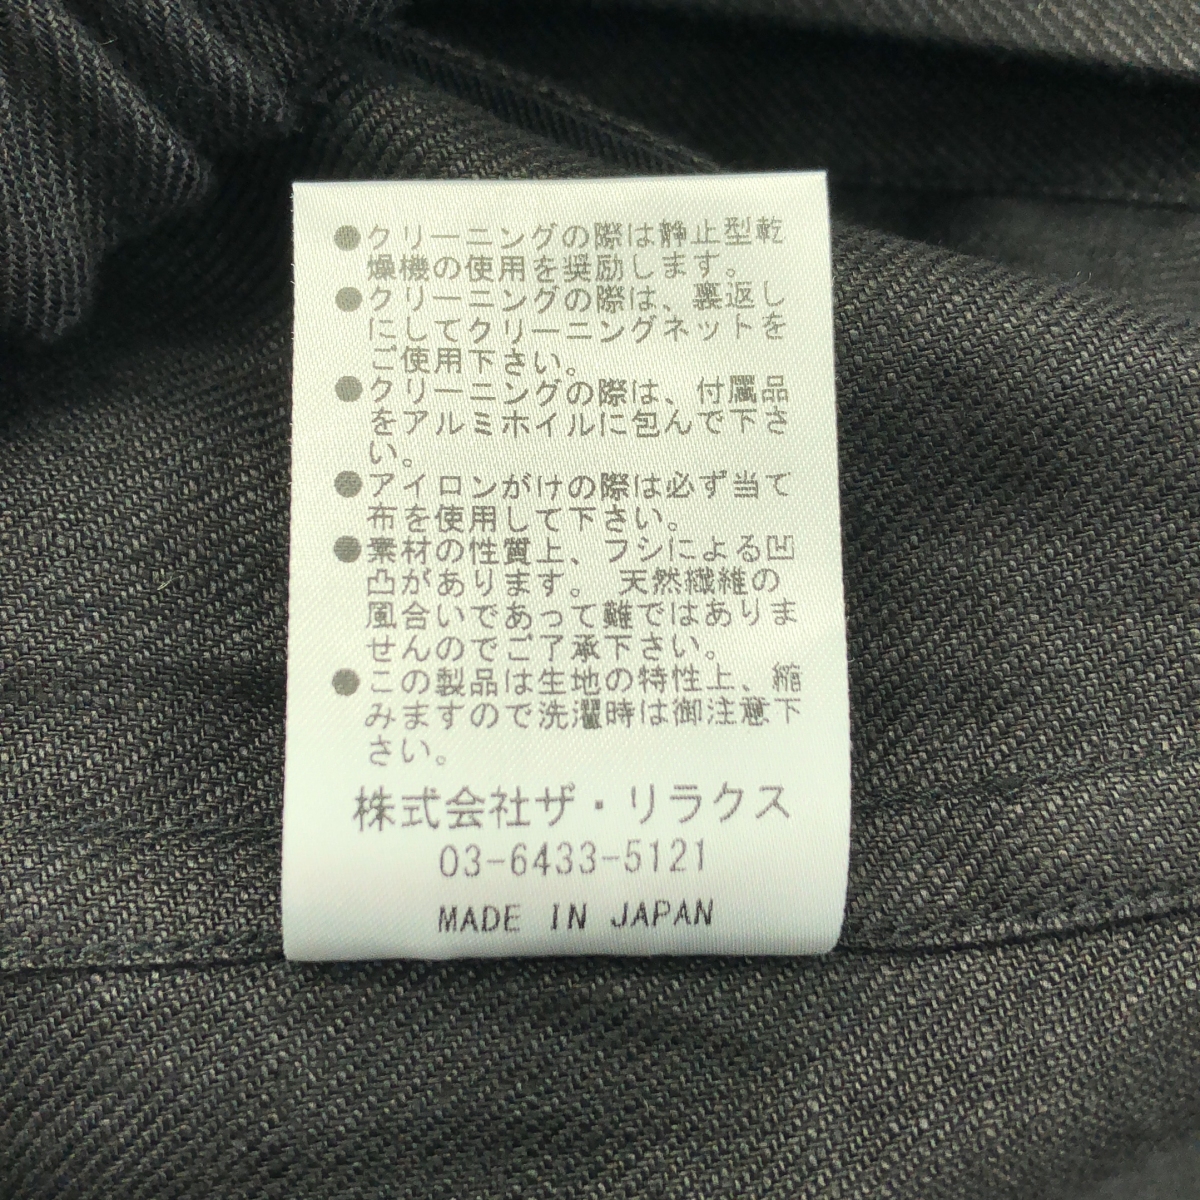 ●クリーニングの際は静止型乾
燥機の使用を奨励します。
●クリーニングの際は、裏返し
にしてクリーニングネットを
ご使用下さい。
●クリーニングの際は、付属品
をアルミホイルに包んで下さ
い。
●アイロンがけの際は必ず当て
布を使用して下さい。
●素材の性質上、フシによる凹
凸があります。 天然繊維の
風合いであって難ではありま
せんのでご了承下さい。
●この製品は生地の特性上、縮
みますので洗濯時は御注意下
さい。
株式会社ザ・リラクス
03-6433-5121
MADE IN JAPAN